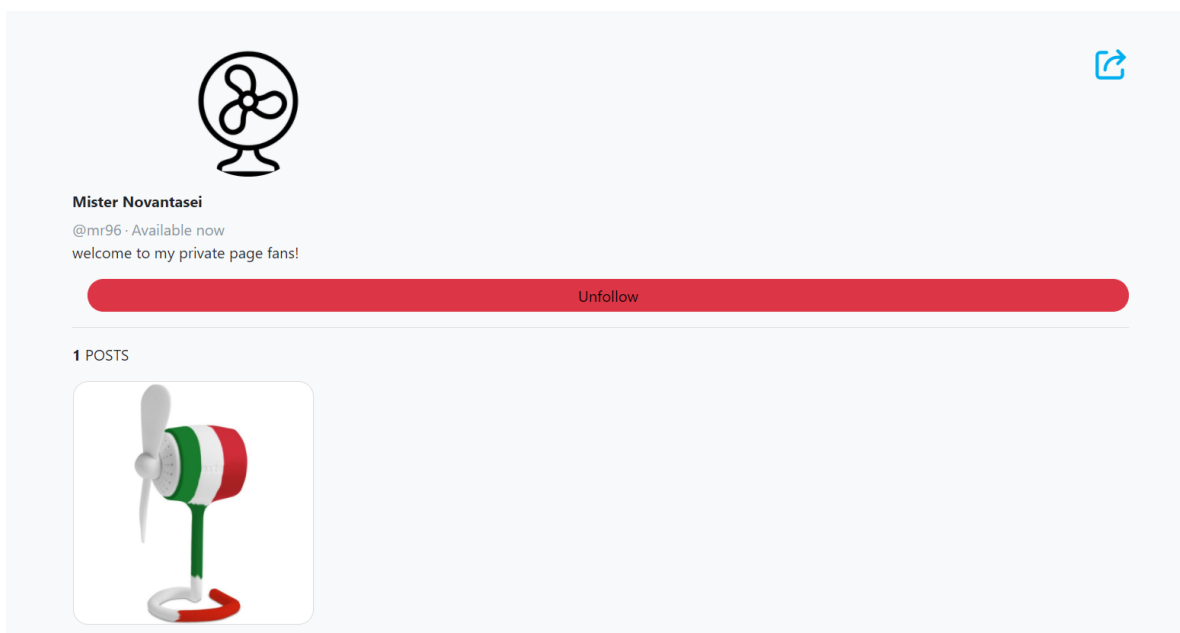 Mister Novantasei
@mr96 · Available now
welcome to my private page fans!
Unfollow
1 POSTS